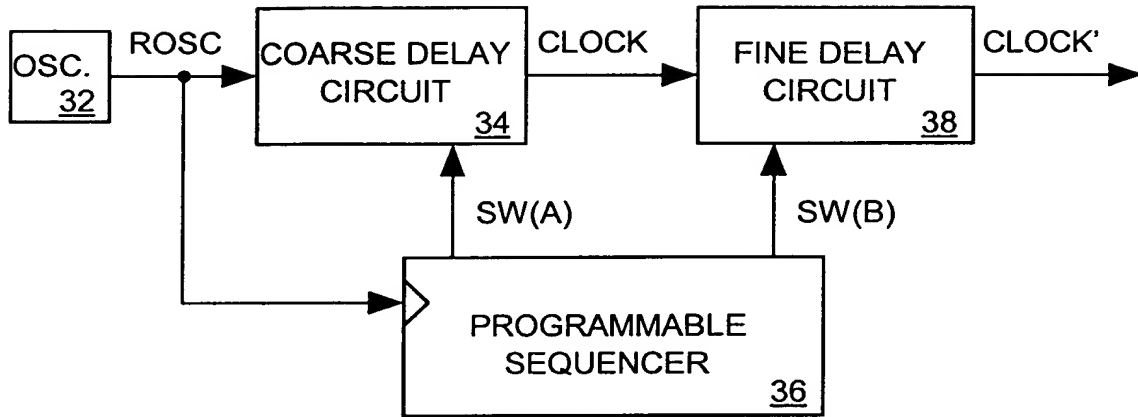 ROSC
OSC.
32
COARSE DELAY
CIRCUIT
34
CLOCK
FINE DELAY
CIRCUIT
38
CLOCK'
SW(A)
SW(B)
PROGRAMMABLE
SEQUENCER
36